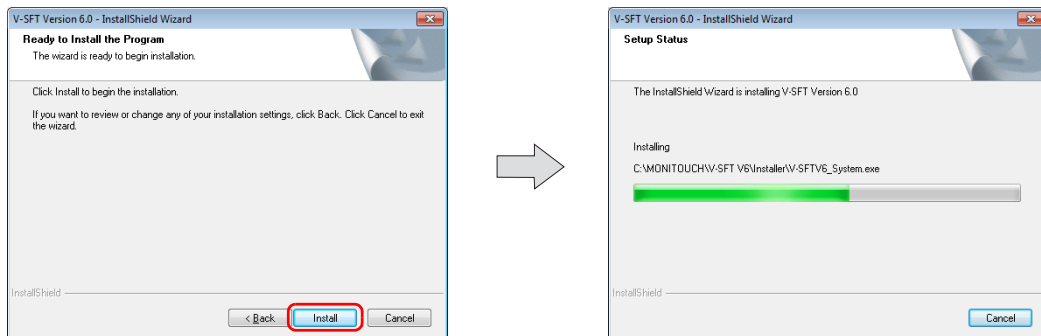 V-SFT Version 6.0 - InstallShield Wizard
Ready to Install the Program
The wizard is ready to begin installation.
Click Install to begin the installation.
If you want to review or change any of your installation settings, click Back. Click Cancel to exit
the wizard.
InstallShield
< Back
Install
Cancel
V-SFT Version 6.0 - InstallShield Wizard
Setup Status
The InstallShield Wizard is installing V-SFT Version 6.0
Installing
C:\MONITOUCH\V-SFT V6\Installer\V-SFTV6_System.exe
InstallShield
Cancel